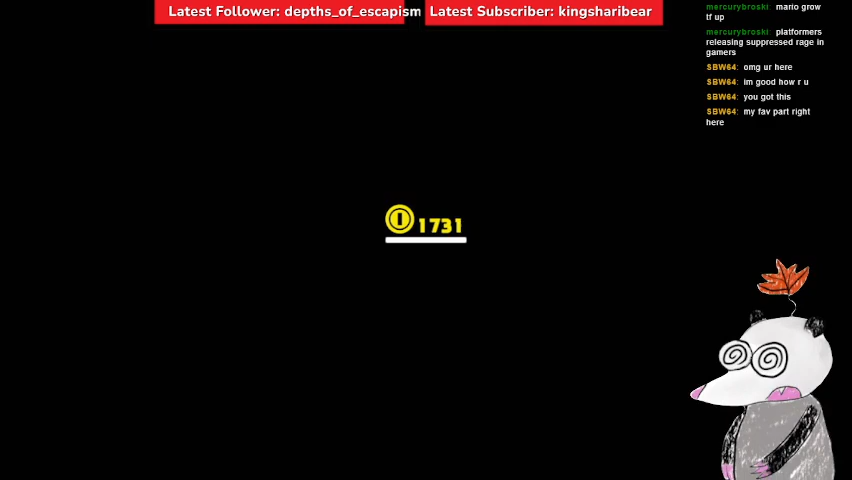 Latest Follower: depths_of_escapism
Latest Subscriber: kingsharibear
mercurybroski: mario grow
tf up
mercurybroski: platformers
releasing suppressed rage in
gamers
SBW64: omg ur here
SBW64: im good how r u
SBW64: you got this
SBW64: my fav part right
here
1731